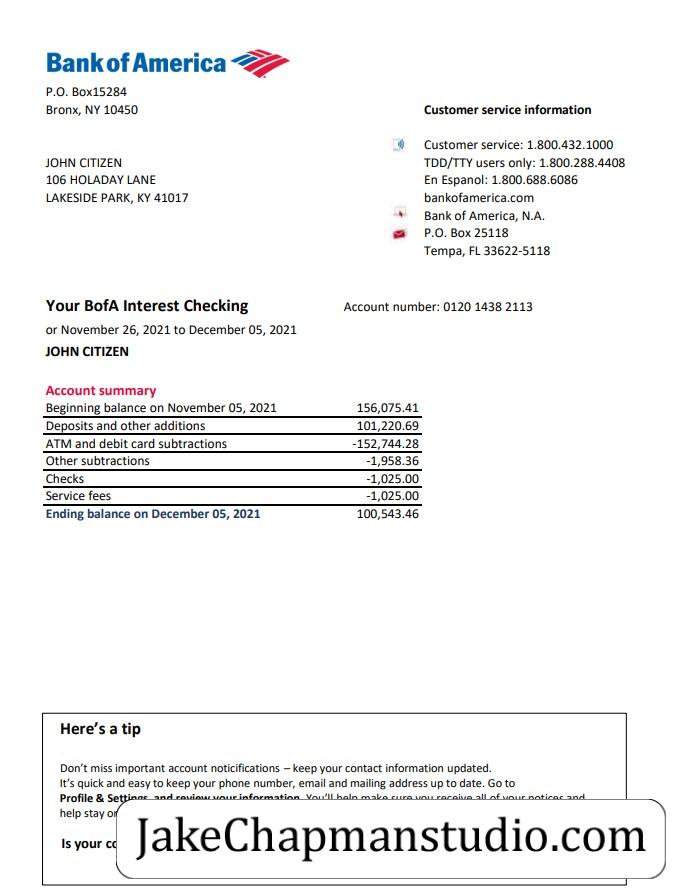 Bank of America
P.O. Box15284
Bronx, NY 10450
Customer service information
Customer service: 1.800.432.1000
JOHN CITIZEN
TDD/TTY users only: 1.800.288.4408
106 HOLADAY LANE
En Espanol: 1.800.688.6086
LAKESIDE PARK, KY 41017
bankofamerica.com
Bank of America, N.A.
P.O. Box 25118
Tempa, FL 33622-5118
Your BofA Interest Checking
Account number: 0120 1438 2113
or November 26, 2021 to December 05, 2021
JOHN CITIZEN
Account summary
Beginning balance on November 05, 2021 156,075.41
Deposits and other additions 101,220.69
ATM and debit card subtractions -152,744.28
Other subtractions -1,958.36
Checks -1,025.00
Service fees -1,025.00
Ending balance on December 05, 2021 100,543.46
Here's a tip
Don't miss important account noticifications – keep your contact information updated.
It's quick and easy to keep your phone number, email and mailing address up to date. Go to
Profile & Settings, and review your information. You'll help make sure you receive all of your notices and
help stay
Is your
JakeChapmanstudio.com